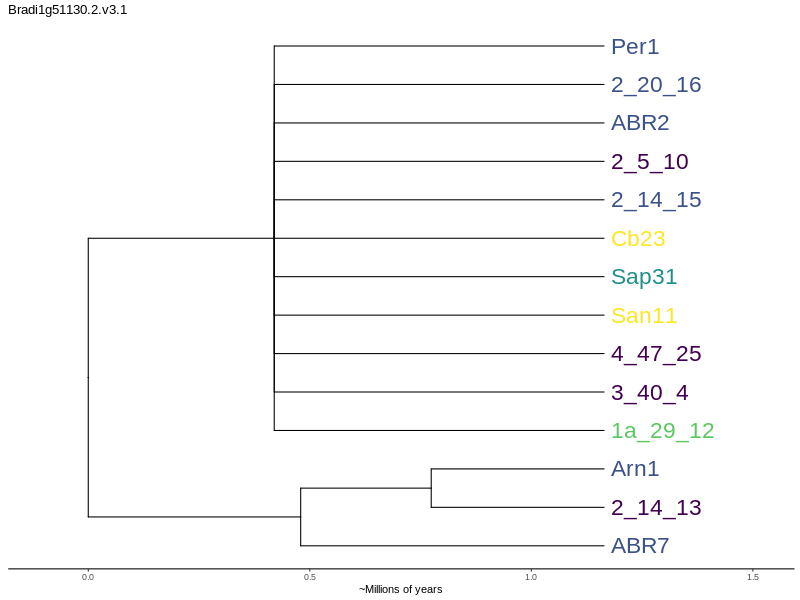 Bradi1g51130.2.v3.1
Per1
2_20_16
ABR2
2_5_10
2_14_15
Cb23
Sap31
San11
4_47_25
3_40_4
1a_29_12
Arn1
2_14_13
ABR7
0.0 0.5 1.0 1.5
~Millions of years